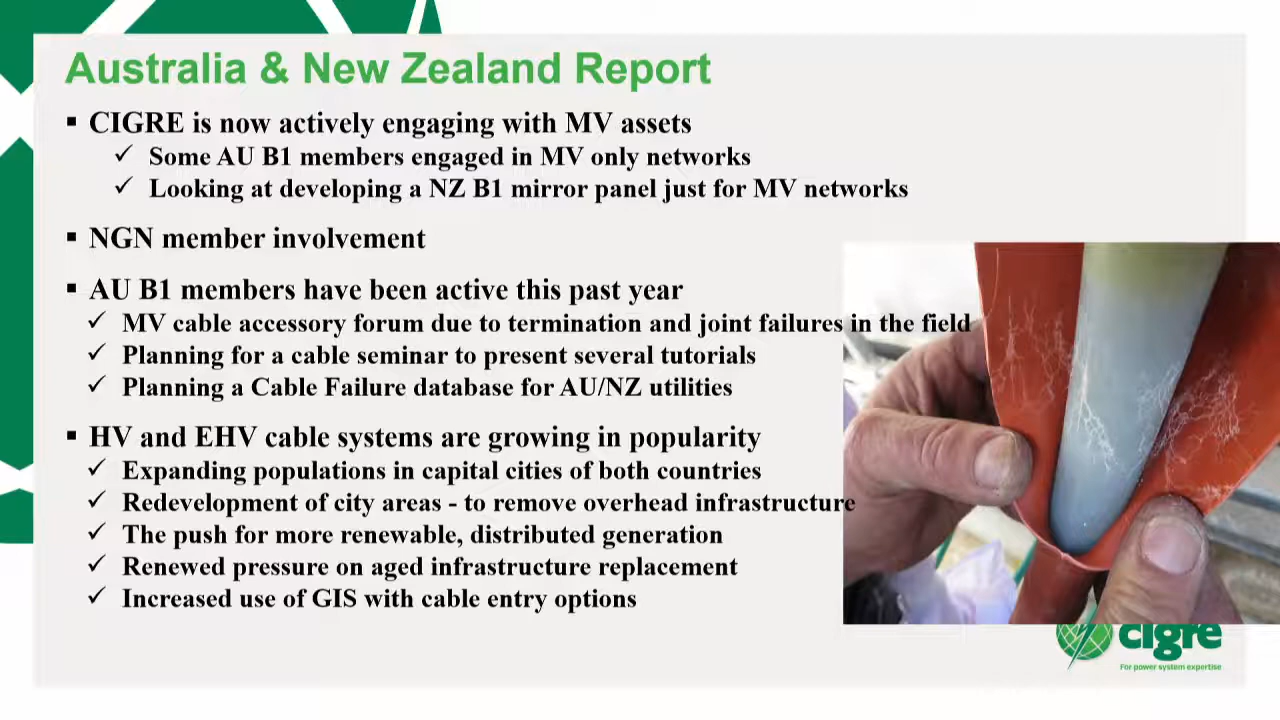 Australia & New Zealand Report
CIGRE is now actively engaging with MV assets
Some AU B1 members engaged in MV only networks
Looking at developing a NZ B1 mirror panel just for MV networks
NGN member involvement
AU B1 members have been active this past year
MV cable accessory forum due to termination and joint failures in the field
Planning for a cable seminar to present several tutorials
Planning a Cable Failure database for AU/NZ utilities
HV and EHV cable systems are growing in popularity
Expanding populations in capital cities of both countries
Redevelopment of city areas - to remove overhead infrastructure
The push for more renewable, distributed generation
Renewed pressure on aged infrastructure replacement
Increased use of GIS with cable entry options
cigre
For power system expertise